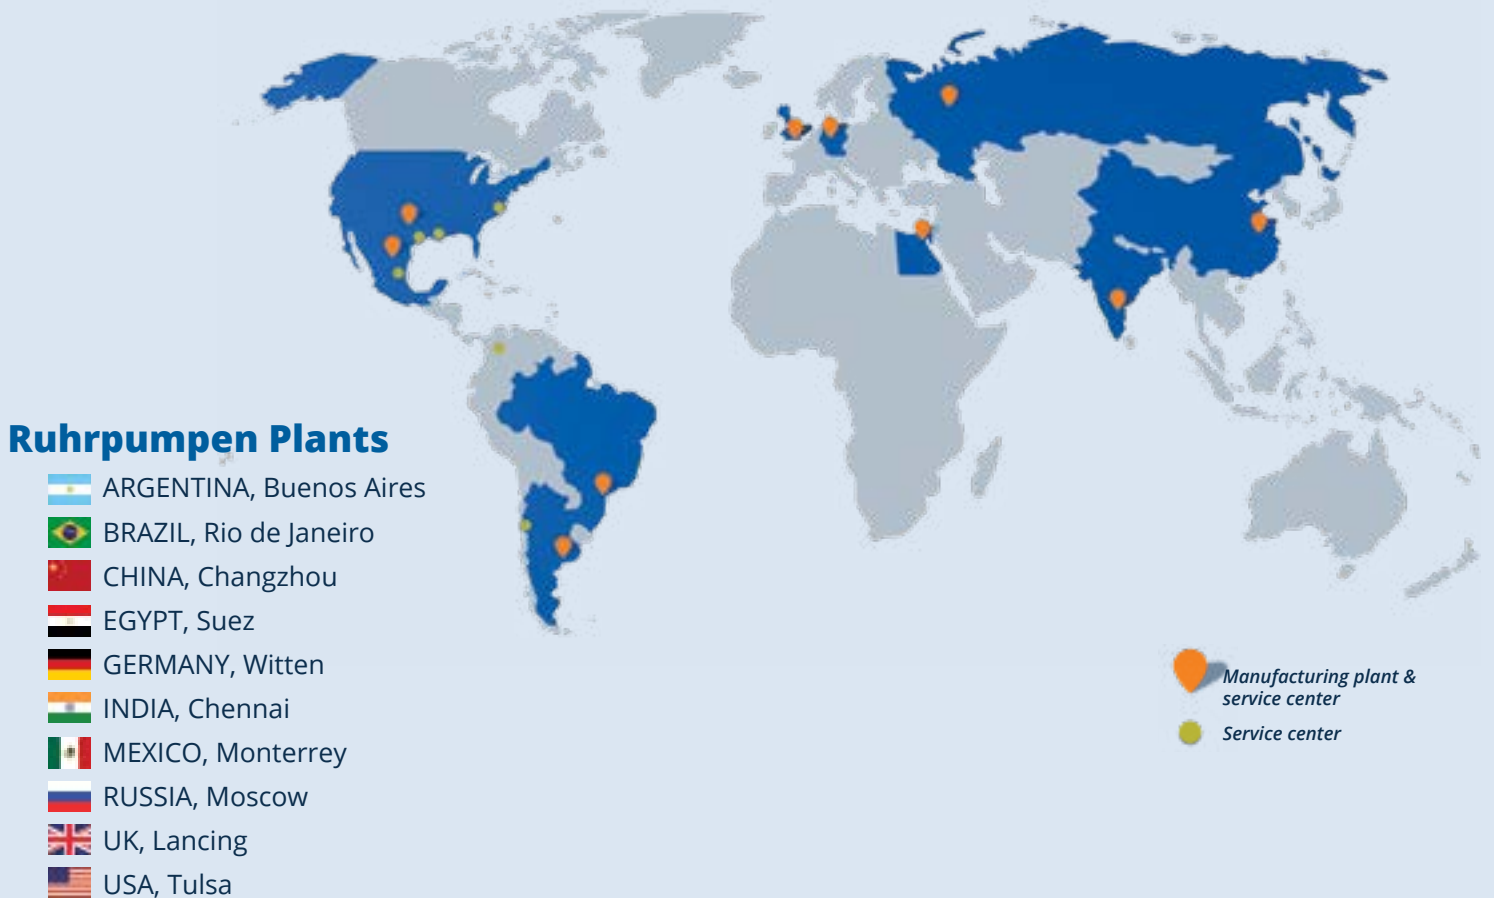 Ruhrpumpen Plants
ARGENTINA, Buenos Aires
BRAZIL, Rio de Janeiro
CHINA, Changzhou
EGYPT, Suez
GERMANY, Witten
INDIA, Chennai
MEXICO, Monterrey
RUSSIA, Moscow
UK, Lancing
USA, Tulsa
Manufacturing plant &
service center
Service center